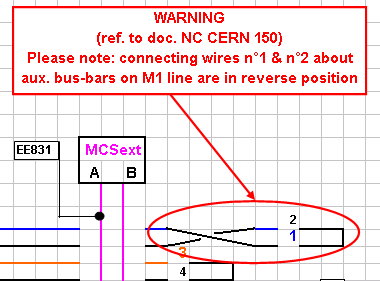 WARNING
(ref. to doc. NC CERN 150)
Please note: connecting wires n°1 & n°2 about
aux. bus-bars on M1 line are in reverse position
EE831
MCSext
A B
2
1
3
4